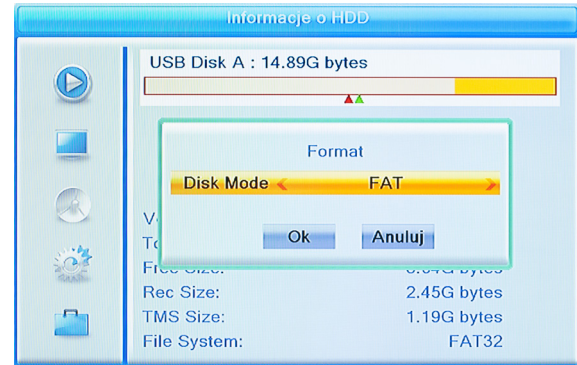 Informacje o HDD
USB Disk A : 14.89G bytes
Format
Disk Mode FAT
Ok Anuluj
Rec Size: 2.45G bytes
TMS Size: 1.19G bytes
File System: FAT32